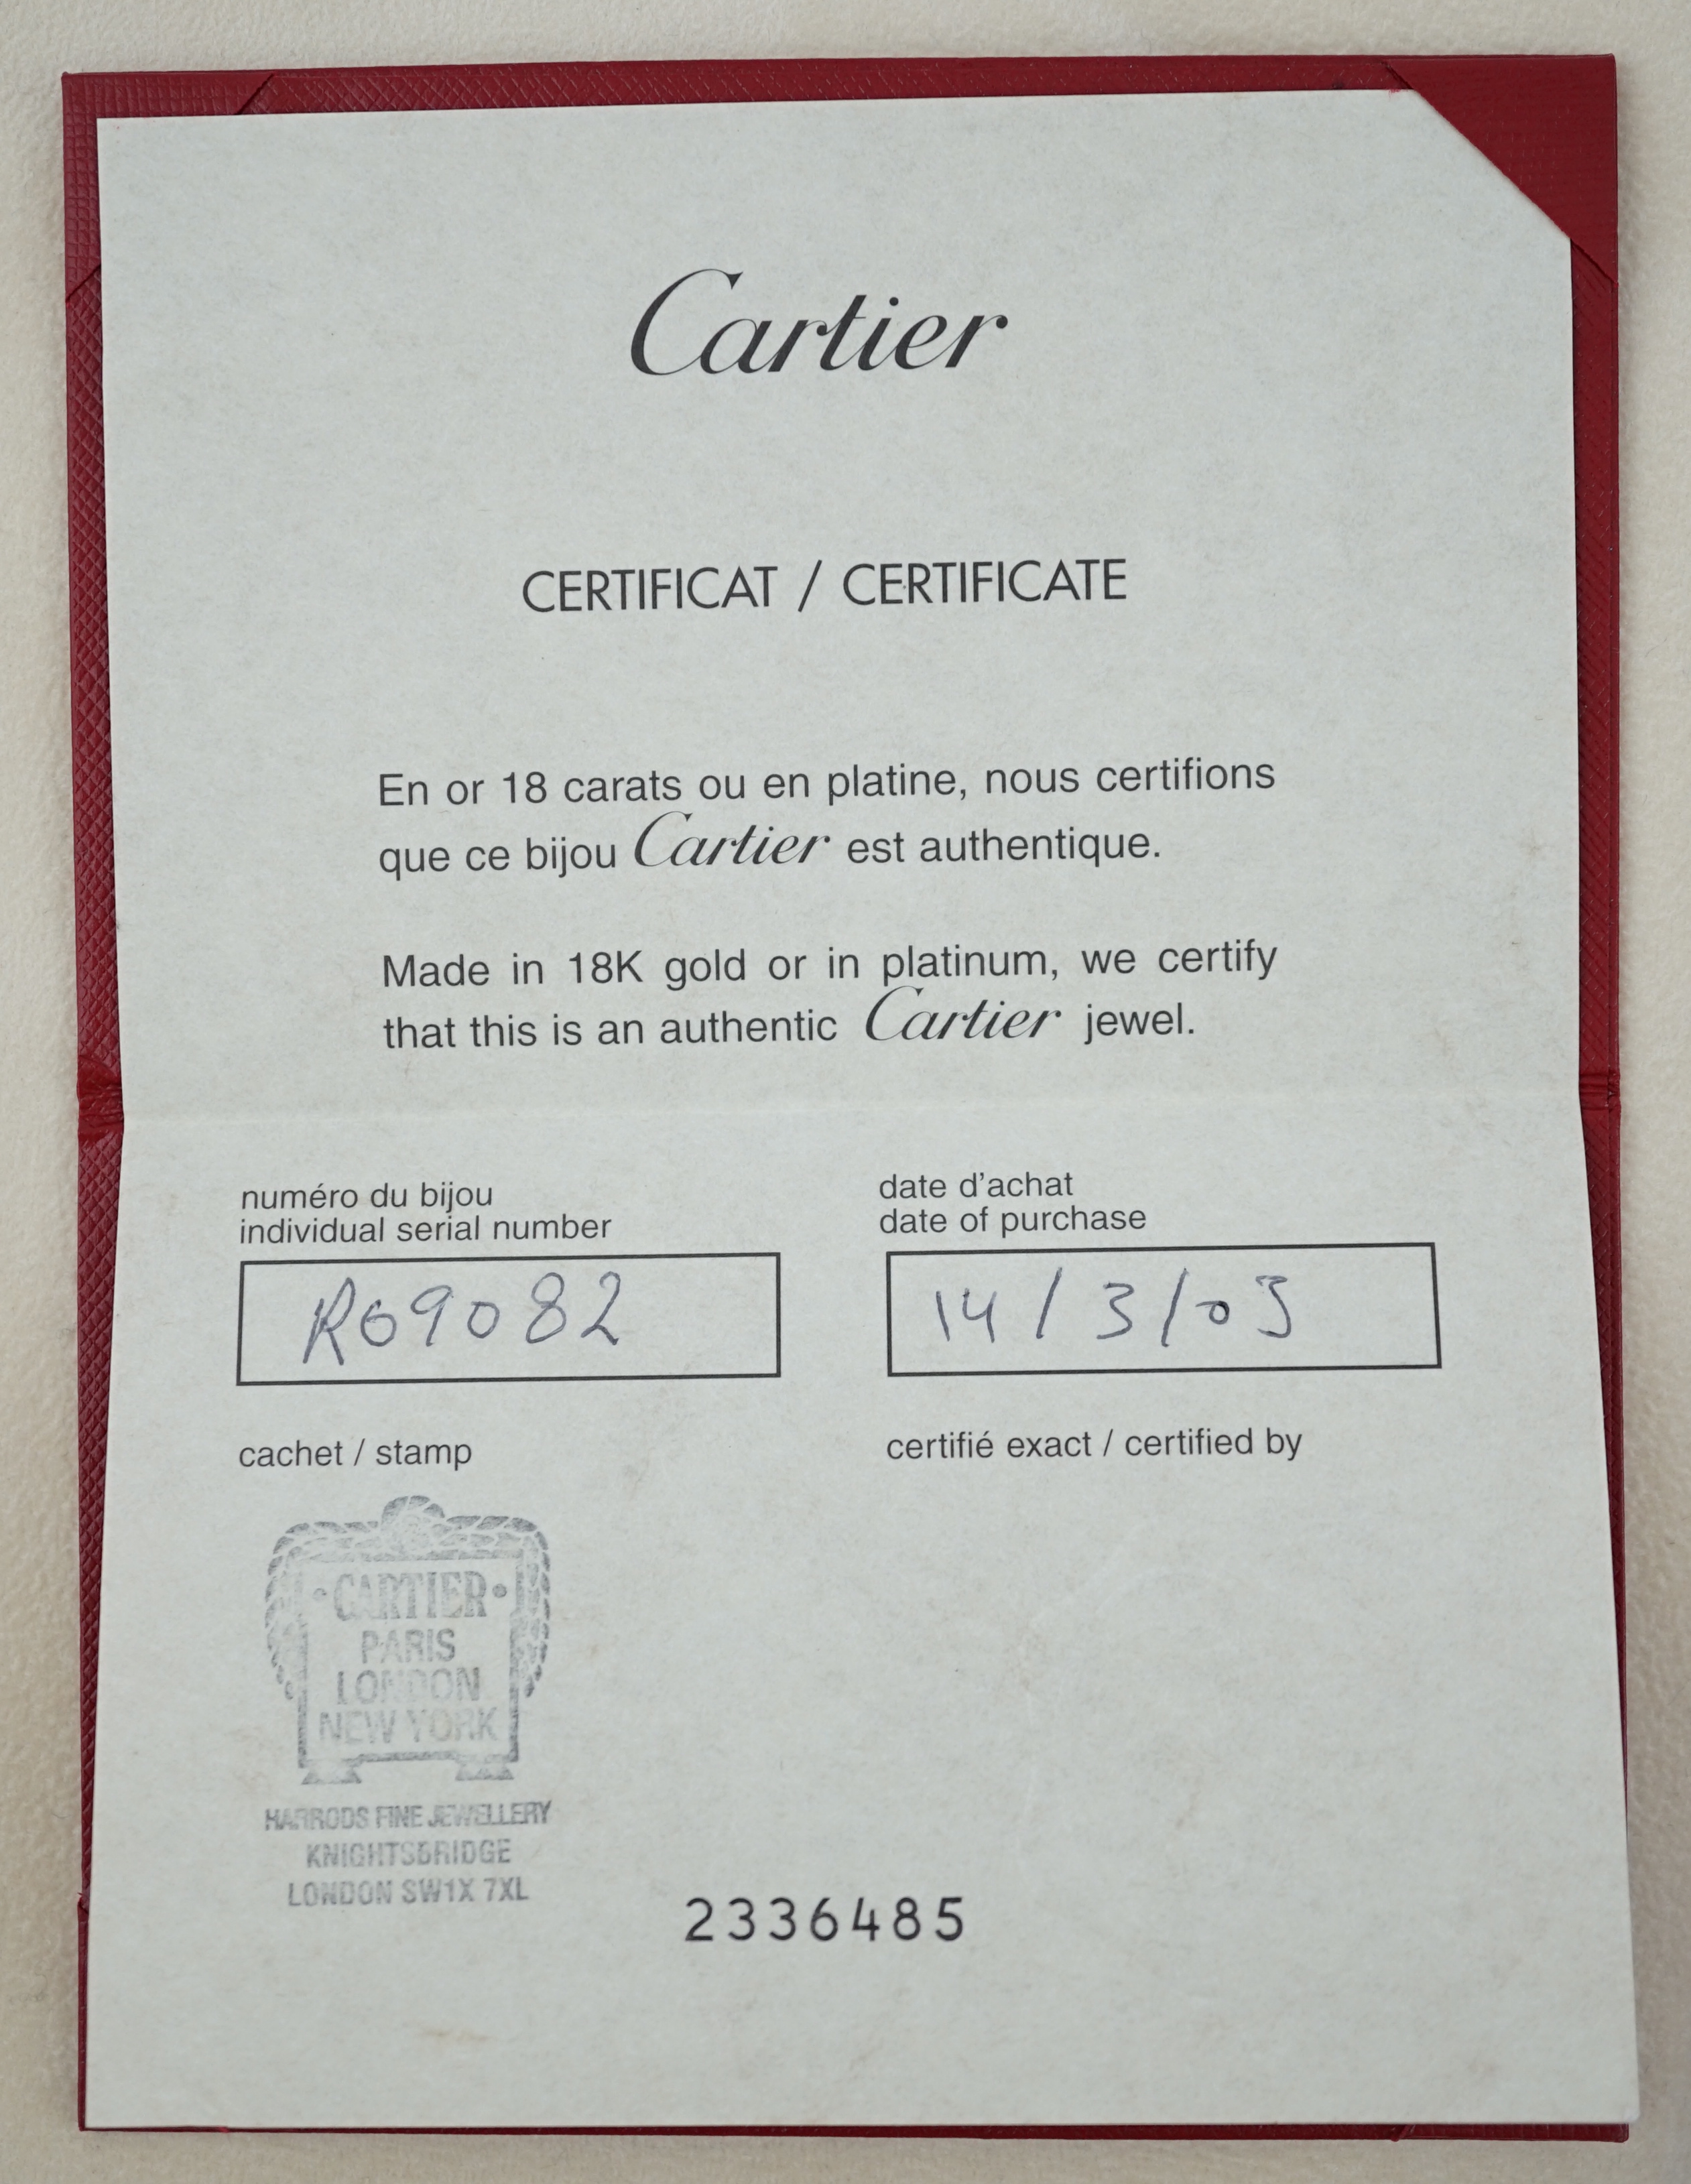 Cartier
CERTIFICAT / CERTIFICATE
En or 18 carats ou en platine, nous certifions
que ce bijou Cartier est authentique.
Made in 18K gold or in platinum, we certify
that this is an authentic Cartier jewel.
numéro du bijou
individual serial number
R69082
date d'achat
date of purchase
14/3/03
cachet / stamp
certifié exact / certified by
•CARTIER•
PARIS
LONDON
NEW YORK
HARRODS FINE JEWELLERY
KNIGHTSBRIDGE
LONDON SW1X 7XL
2336485